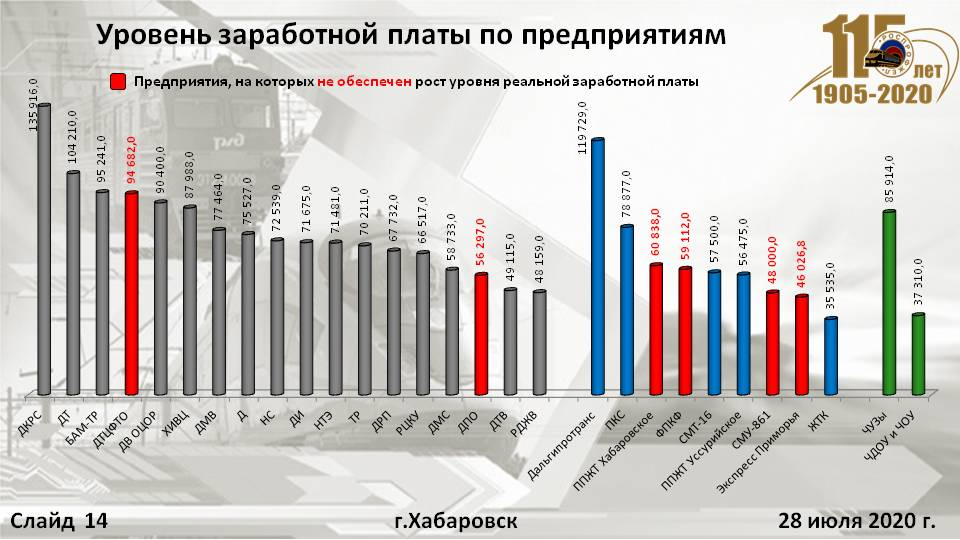 Уровень заработной платы по предприятиям
115
РОСПРОФЖЕЛ
лет
1905-2020
Предприятия, на которых не обеспечен рост уровня реальной заработной платы
135 916,0
104 210,0
95 241,0
94 682,0
90 400,0
87 988,0
77 464,0
75 527,0
72 539,0
71 675,0
71 481,0
70 211,0
67 732,0
66 517,0
58 733,0
56 297,0
49 115,0
48 159,0
119 729,0
78 877,0
60 838,0
59 112,0
57 500,0
56 475,0
48 000,0
46 026,8
35 535,0
85 914,0
37 310,0
ДКРС
ДТ
БАМ-ТР
ДТЦФТО
ДВ ОЦОР
ХИВЦ
ДМВ
Д
НС
ДИ
НТЭ
ТР
ДРП
РЦКУ
ДМС
ДПО
ДТВ
РДЖВ
Дальгипротранс
ПКС
ППЖТ Хабаровское
ФПКФ
СМТ-16
ППЖТ Уссурийское
СМУ-861
Экспресс Приморья
ЖТК
ЧУЗы
ЧДОУ и ЧОУ
Слайд 14
г.Хабаровск
28 июля 2020 г.